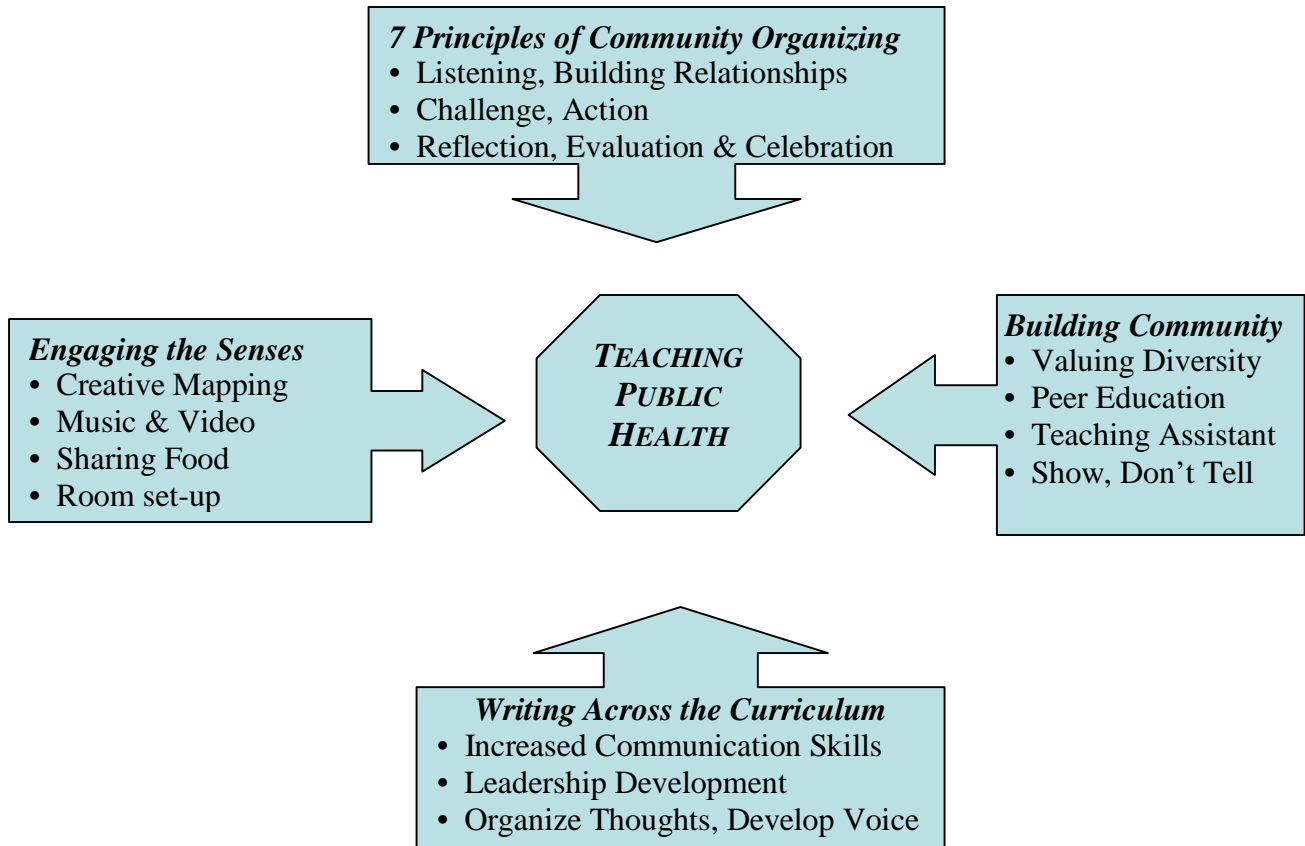 7 Principles of Community Organizing
• Listening, Building Relationships
• Challenge, Action
• Reflection, Evaluation & Celebration
Engaging the Senses
• Creative Mapping
• Music & Video
• Sharing Food
• Room set-up
TEACHING
PUBLIC
HEALTH
Building Community
• Valuing Diversity
• Peer Education
• Teaching Assistant
• Show, Don’t Tell
Writing Across the Curriculum
• Increased Communication Skills
• Leadership Development
• Organize Thoughts, Develop Voice